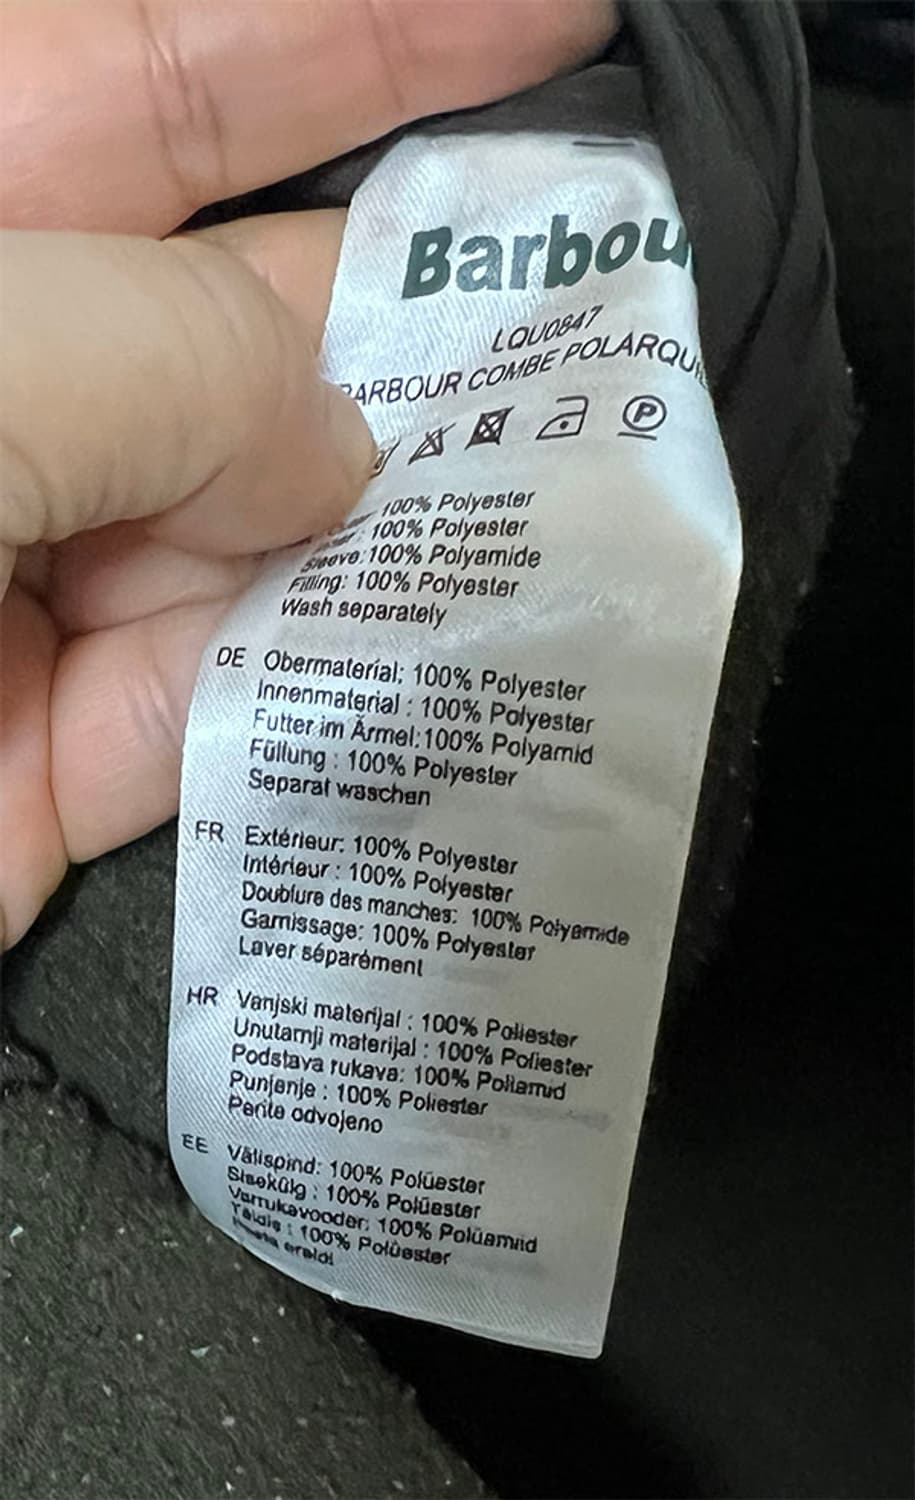 Barbou
LQU0847
BARBOUR COMBE POLARQU
P
100% Polyester
: 100% Polyester
Sleeve:100% Polyamide
Filling: 100% Polyester
Wash separately
DE Obermaterial: 100% Polyester
Innenmaterial : 100% Polyester
Futter im Ärmel:100% Polyamid
Füllung : 100% Polyester
Separat waschen
FR Extérieur: 100% Polyester
Intérieur : 100% Polyester
Doublure des manches: 100% Polyamide
Garnissage: 100% Polyester
Laver séparément
HR Vanjski materijal : 100% Poliester
Unutarnji materijal : 100% Poliester
Podstava rukava: 100% Poliamid
Punjenje : 100% Poliester
Perite odvojeno
EE Välispind: 100% Polüester
Sisekülg : 100% Polüester
Varrukavooder: 100% Polüamiid
Täidis : 100% Polüester
eraldi